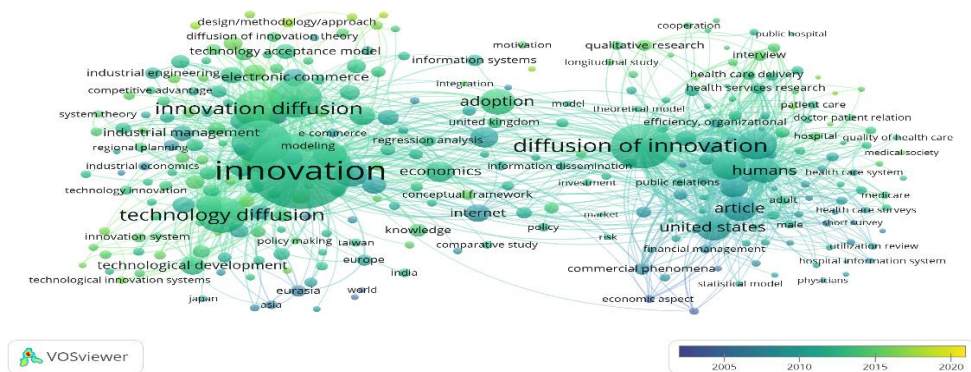 design/methodology/approach
cooperation
diffusion of innovation theory
public hospital
motivation
qualitative research
technology acceptance model
interview
information systems
longitudinal study
industrial engineering
electronic commerce
health care delivery
integration
competitive advantage
health services research
adoption
model
patient care
innovation diffusion
theoretical model
system theory
doctor patient relation
united kingdom
efficiency, organizational
industrial management
e commerce
hospital
quality of health care
regression analysis
modeling
diffusion of innovation
regional planning
medical society
industrial economics
information dissemination
innovation
economics
humans
health care system
technology innovation
investment
public relations
conceptual framework
medicare
adult
article
technology diffusion
internet
market
health care surveys
male
short survey
policy
united states
knowledge
innovation system
risk
policy making
taiwan
comparative study
financial management
utilization review
europe
hospital information system
technological development
commercial phenomena
india
technological innovation systems
statistical model
physicians
eurasia
world
japan
asia
economic aspect
VOSviewer
2005
2010
2015
2020